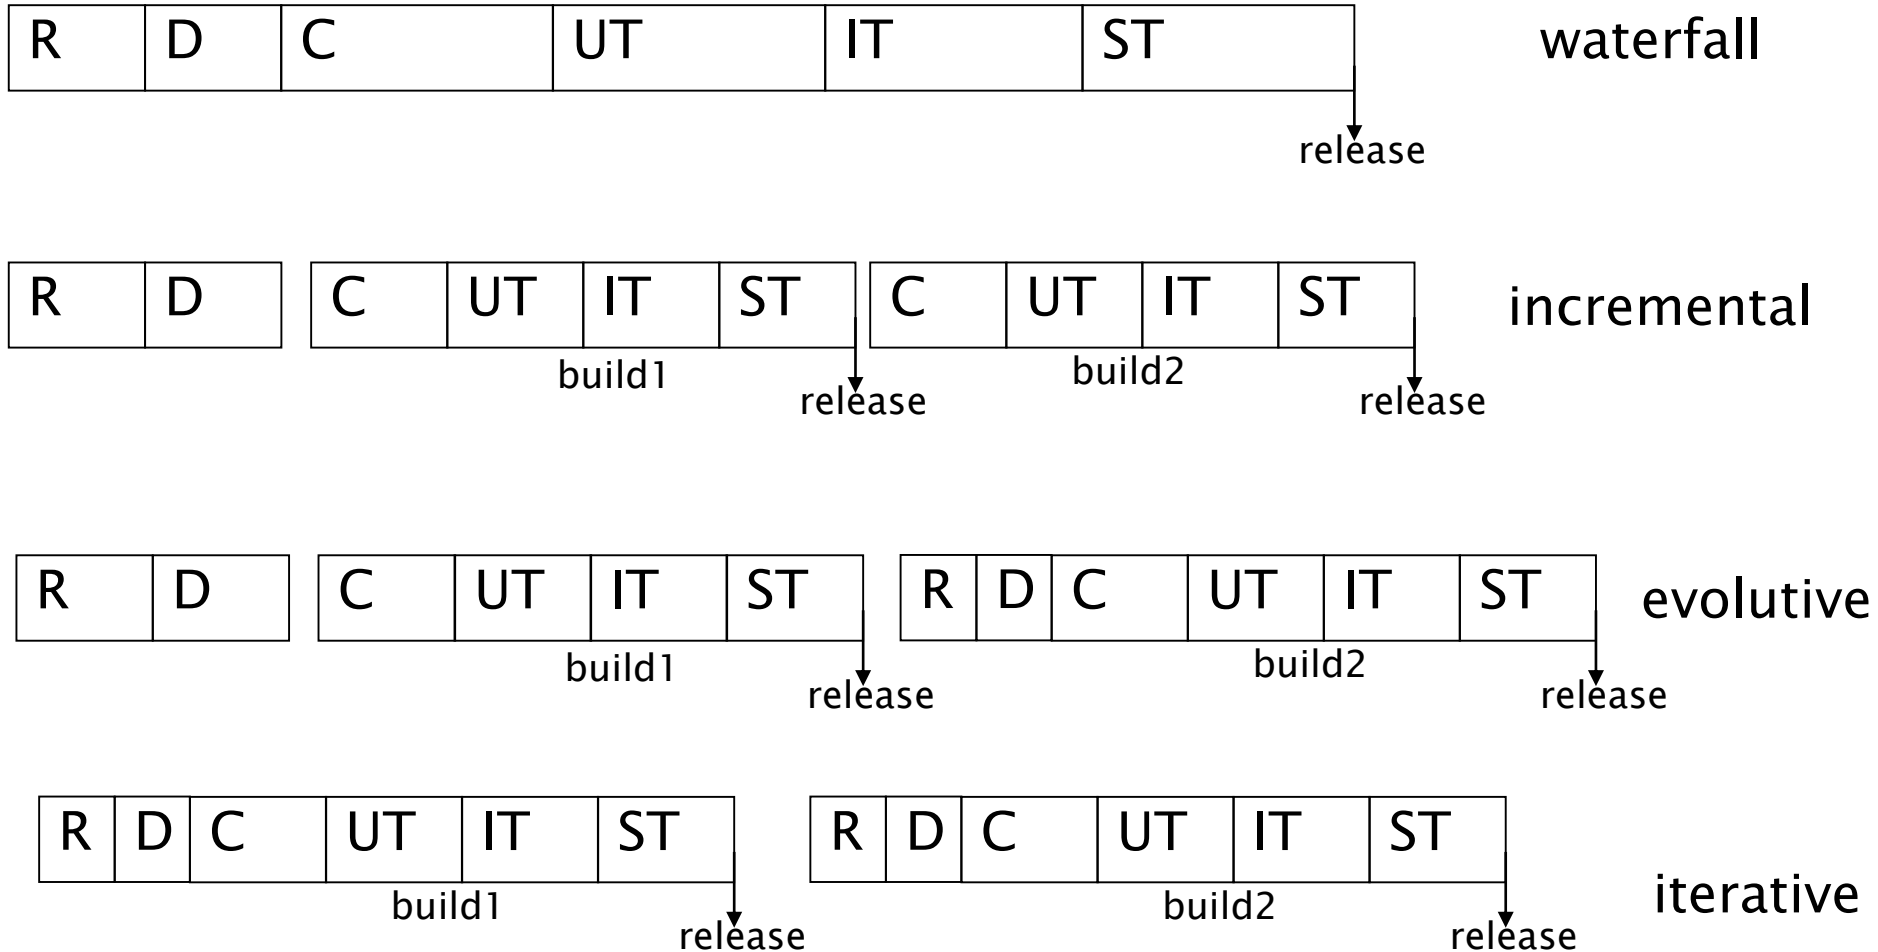 R D C UT IT ST waterfall
release
R D C UT IT ST C UT IT ST incremental
build1 build2
release release
R D C UT IT ST R D C UT IT ST evolutive
build1 build2
release release
R D C UT IT ST R D C UT IT ST
build1 build2 iterative
release release